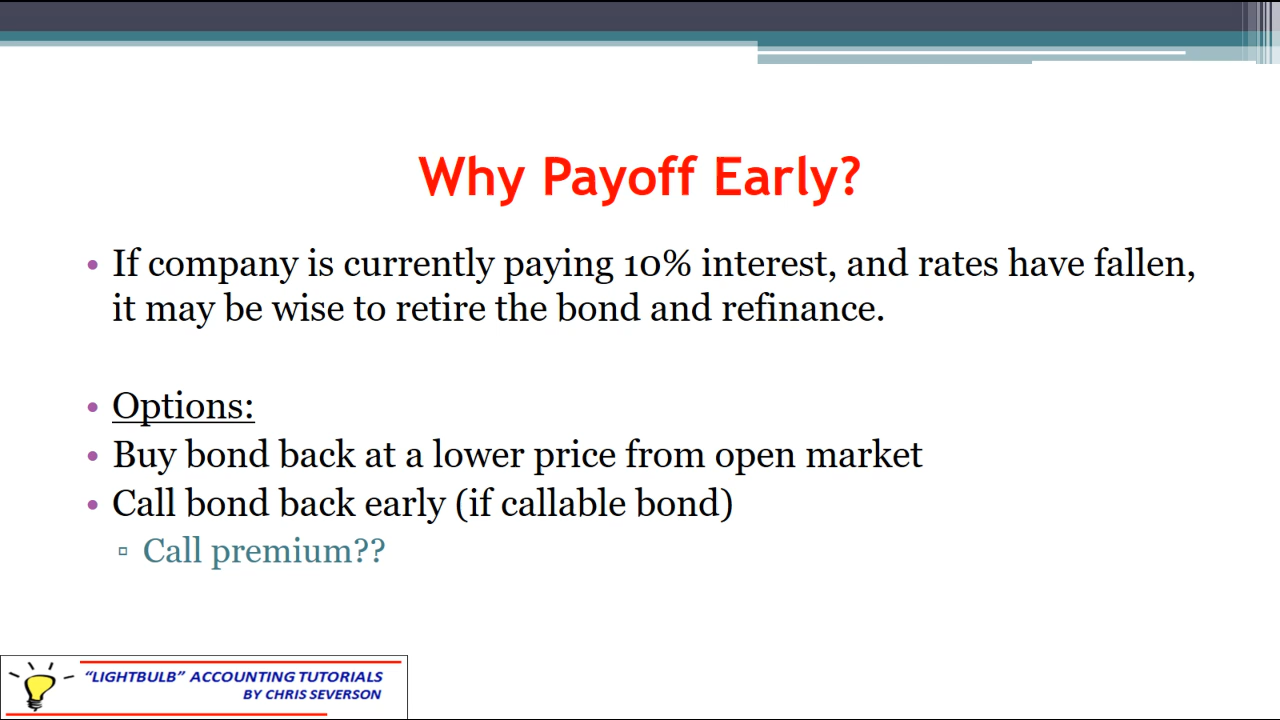 Why Payoff Early?
• If company is currently paying 10% interest, and rates have fallen,
it may be wise to retire the bond and refinance.
• Options:
• Buy bond back at a lower price from open market
• Call bond back early (if callable bond)
▫ Call premium??
“LIGHTBULB” ACCOUNTING TUTORIALS
BY CHRIS SEVERSON